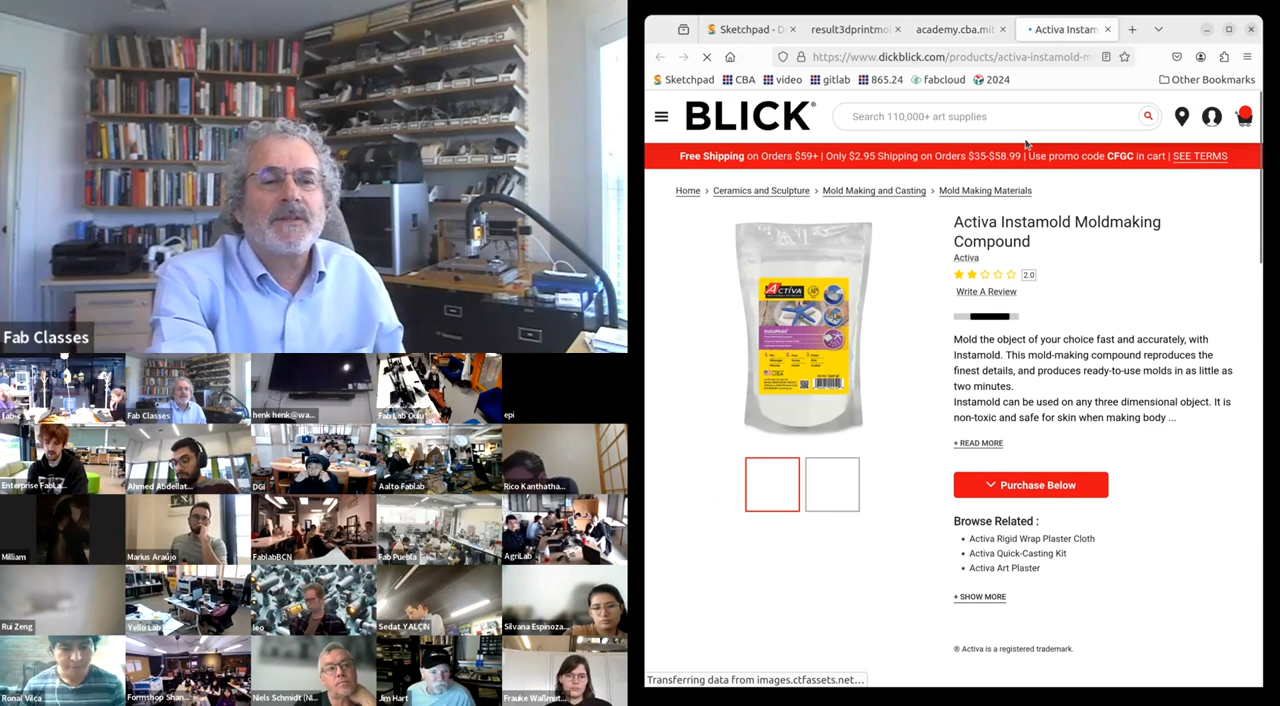 Fab Classes
fab-c
Fab Classes
henk henk@wa...
Fab Lab Oulu
epi
Enterprise FabLa...
Ahmed Abdellat...
DGI
Aalto Fablab
Rico Kanthatha...
Milliam
Marius Araújo
FablabBCN
Fab Puebla
AgriLab
Rui Zeng
Yello Lab
leo
Sedat YALÇIN
Silvana Espinoza...
Ronal Vilca
Formshop Shan...
Niels Schmidt (Ni...
Jim Hart
Frauke Waßmut...
Sketchpad - D
result3dprintmol
academy.cba.mit
Activa Instam
https://www.dickblick.com/products/activa-instamold-m
Sketchpad CBA video gitlab 865.24 fabcloud 2024 Other Bookmarks
BLICK
Search 110,000+ art supplies
Free Shipping on Orders $59+ | Only $2.95 Shipping on Orders $35-$58.99 | Use promo code CFGC in cart | SEE TERMS
Home > Ceramics and Sculpture > Mold Making and Casting > Mold Making Materials
ACTIVA
InstaMold
Activa Instamold Moldmaking
Compound
Activa
2.0
Write A Review
Mold the object of your choice fast and accurately, with
Instamold. This mold-making compound reproduces the
finest details, and produces ready-to-use molds in as little as
two minutes.
Instamold can be used on any three dimensional object. It is
non-toxic and safe for skin when making body ...
+ READ MORE
Purchase Below
Browse Related :
• Activa Rigid Wrap Plaster Cloth
• Activa Quick-Casting Kit
• Activa Art Plaster
+ SHOW MORE
® Activa is a registered trademark.
Transferring data from images.ctfassets.net...